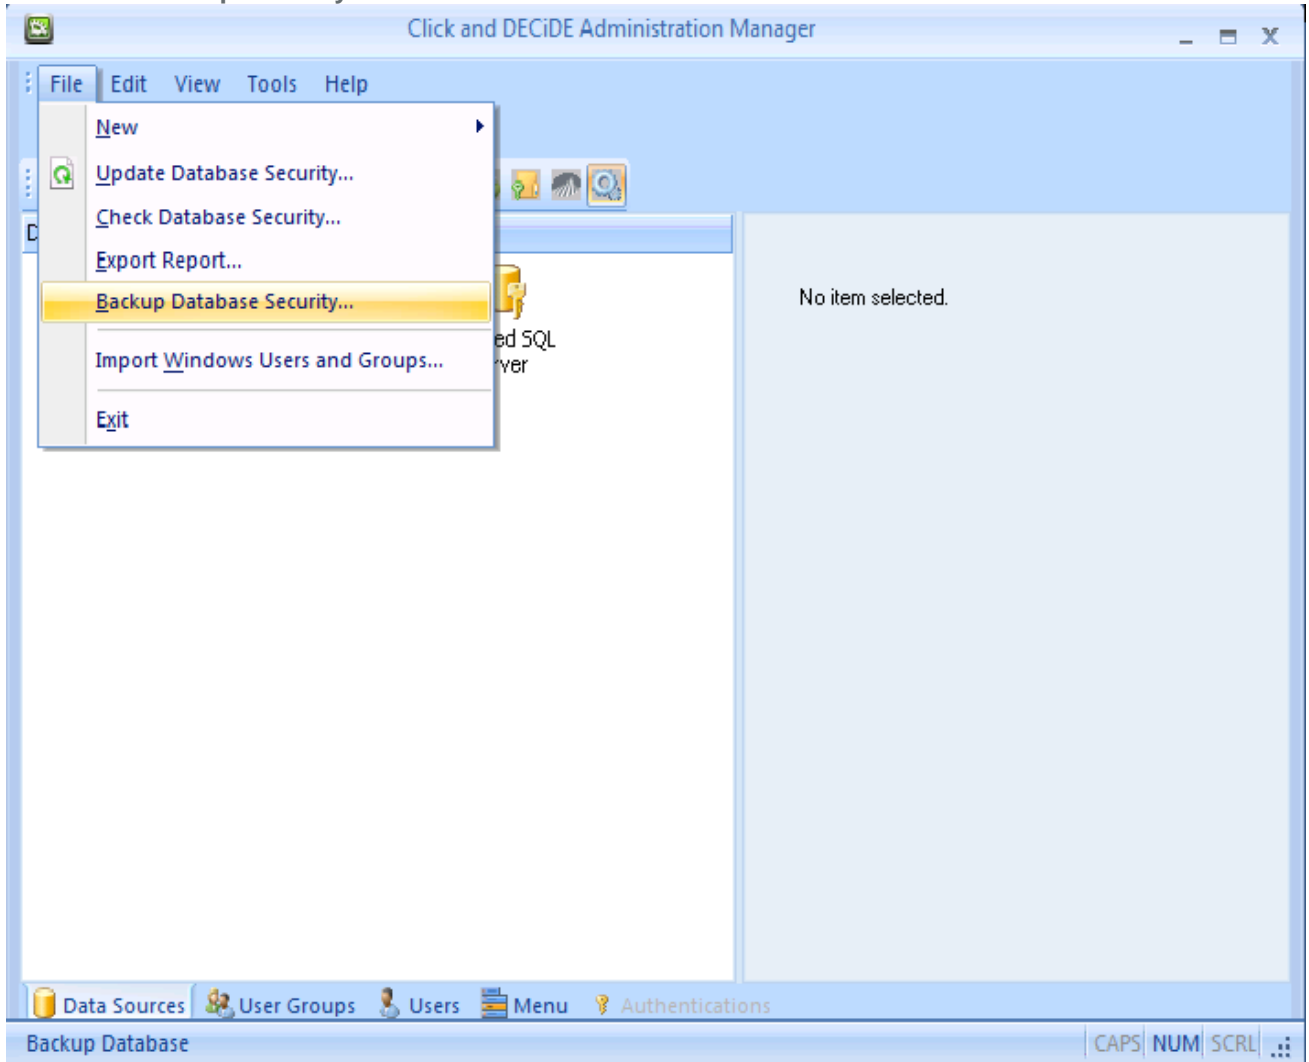 Click and DECiDE Administration Manager
File Edit View Tools Help
New
Update Database Security...
Check Database Security...
Export Report...
Backup Database Security...
ed SQL
ver
No item selected.
Import Windows Users and Groups...
Exit
Data Sources User Groups Users Menu Authentications
Backup Database CAPS NUM SCRL